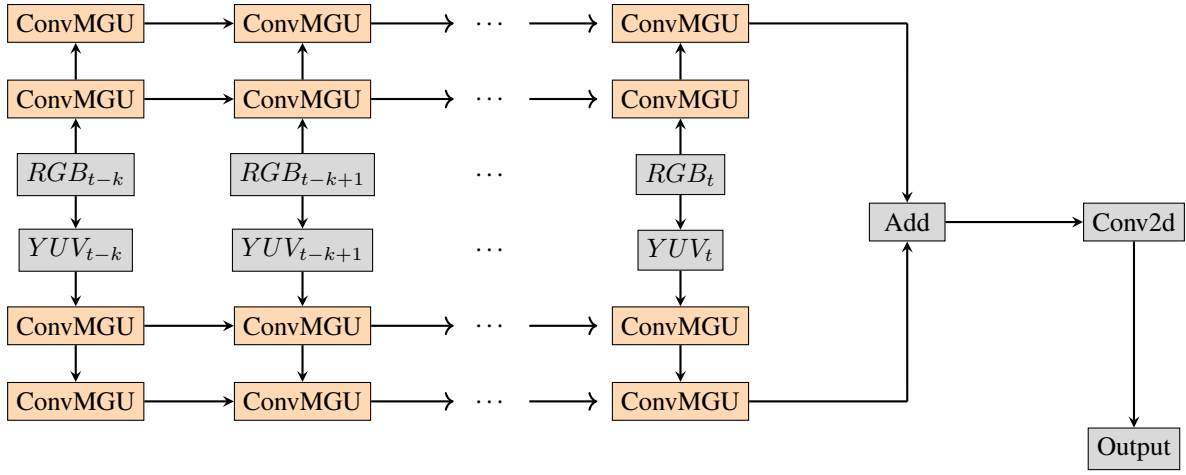 ConvMGU ConvMGU ... ConvMGU
ConvMGU ConvMGU ... ConvMGU
RGB_{t-k} RGB_{t-k+1} ... RGB_t
YUV_{t-k} YUV_{t-k+1} ... YUV_t
Add Conv2d
ConvMGU ConvMGU ... ConvMGU
ConvMGU ConvMGU ... ConvMGU
Output